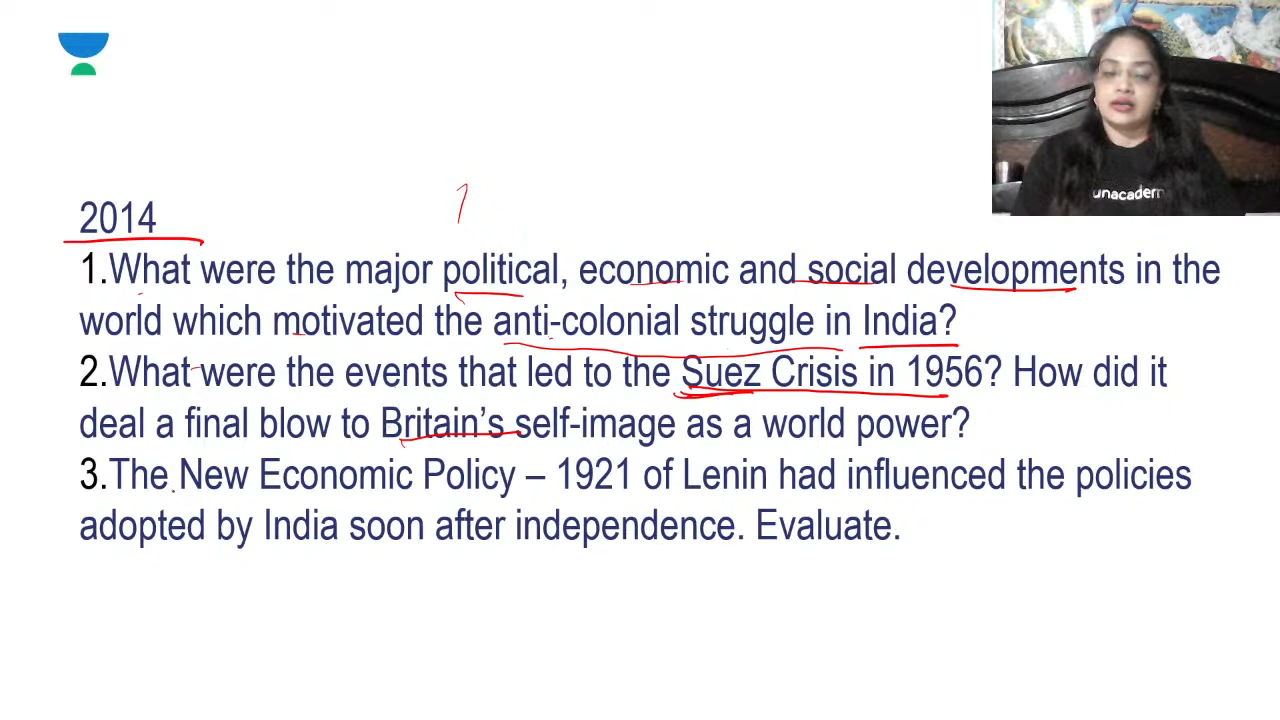 unacadem
2014
1.What were the major political, economic and social developments in the
world which motivated the anti-colonial struggle in India?
2.What were the events that led to the Suez Crisis in 1956? How did it
deal a final blow to Britain’s self-image as a world power?
3.The New Economic Policy – 1921 of Lenin had influenced the policies
adopted by India soon after independence. Evaluate.